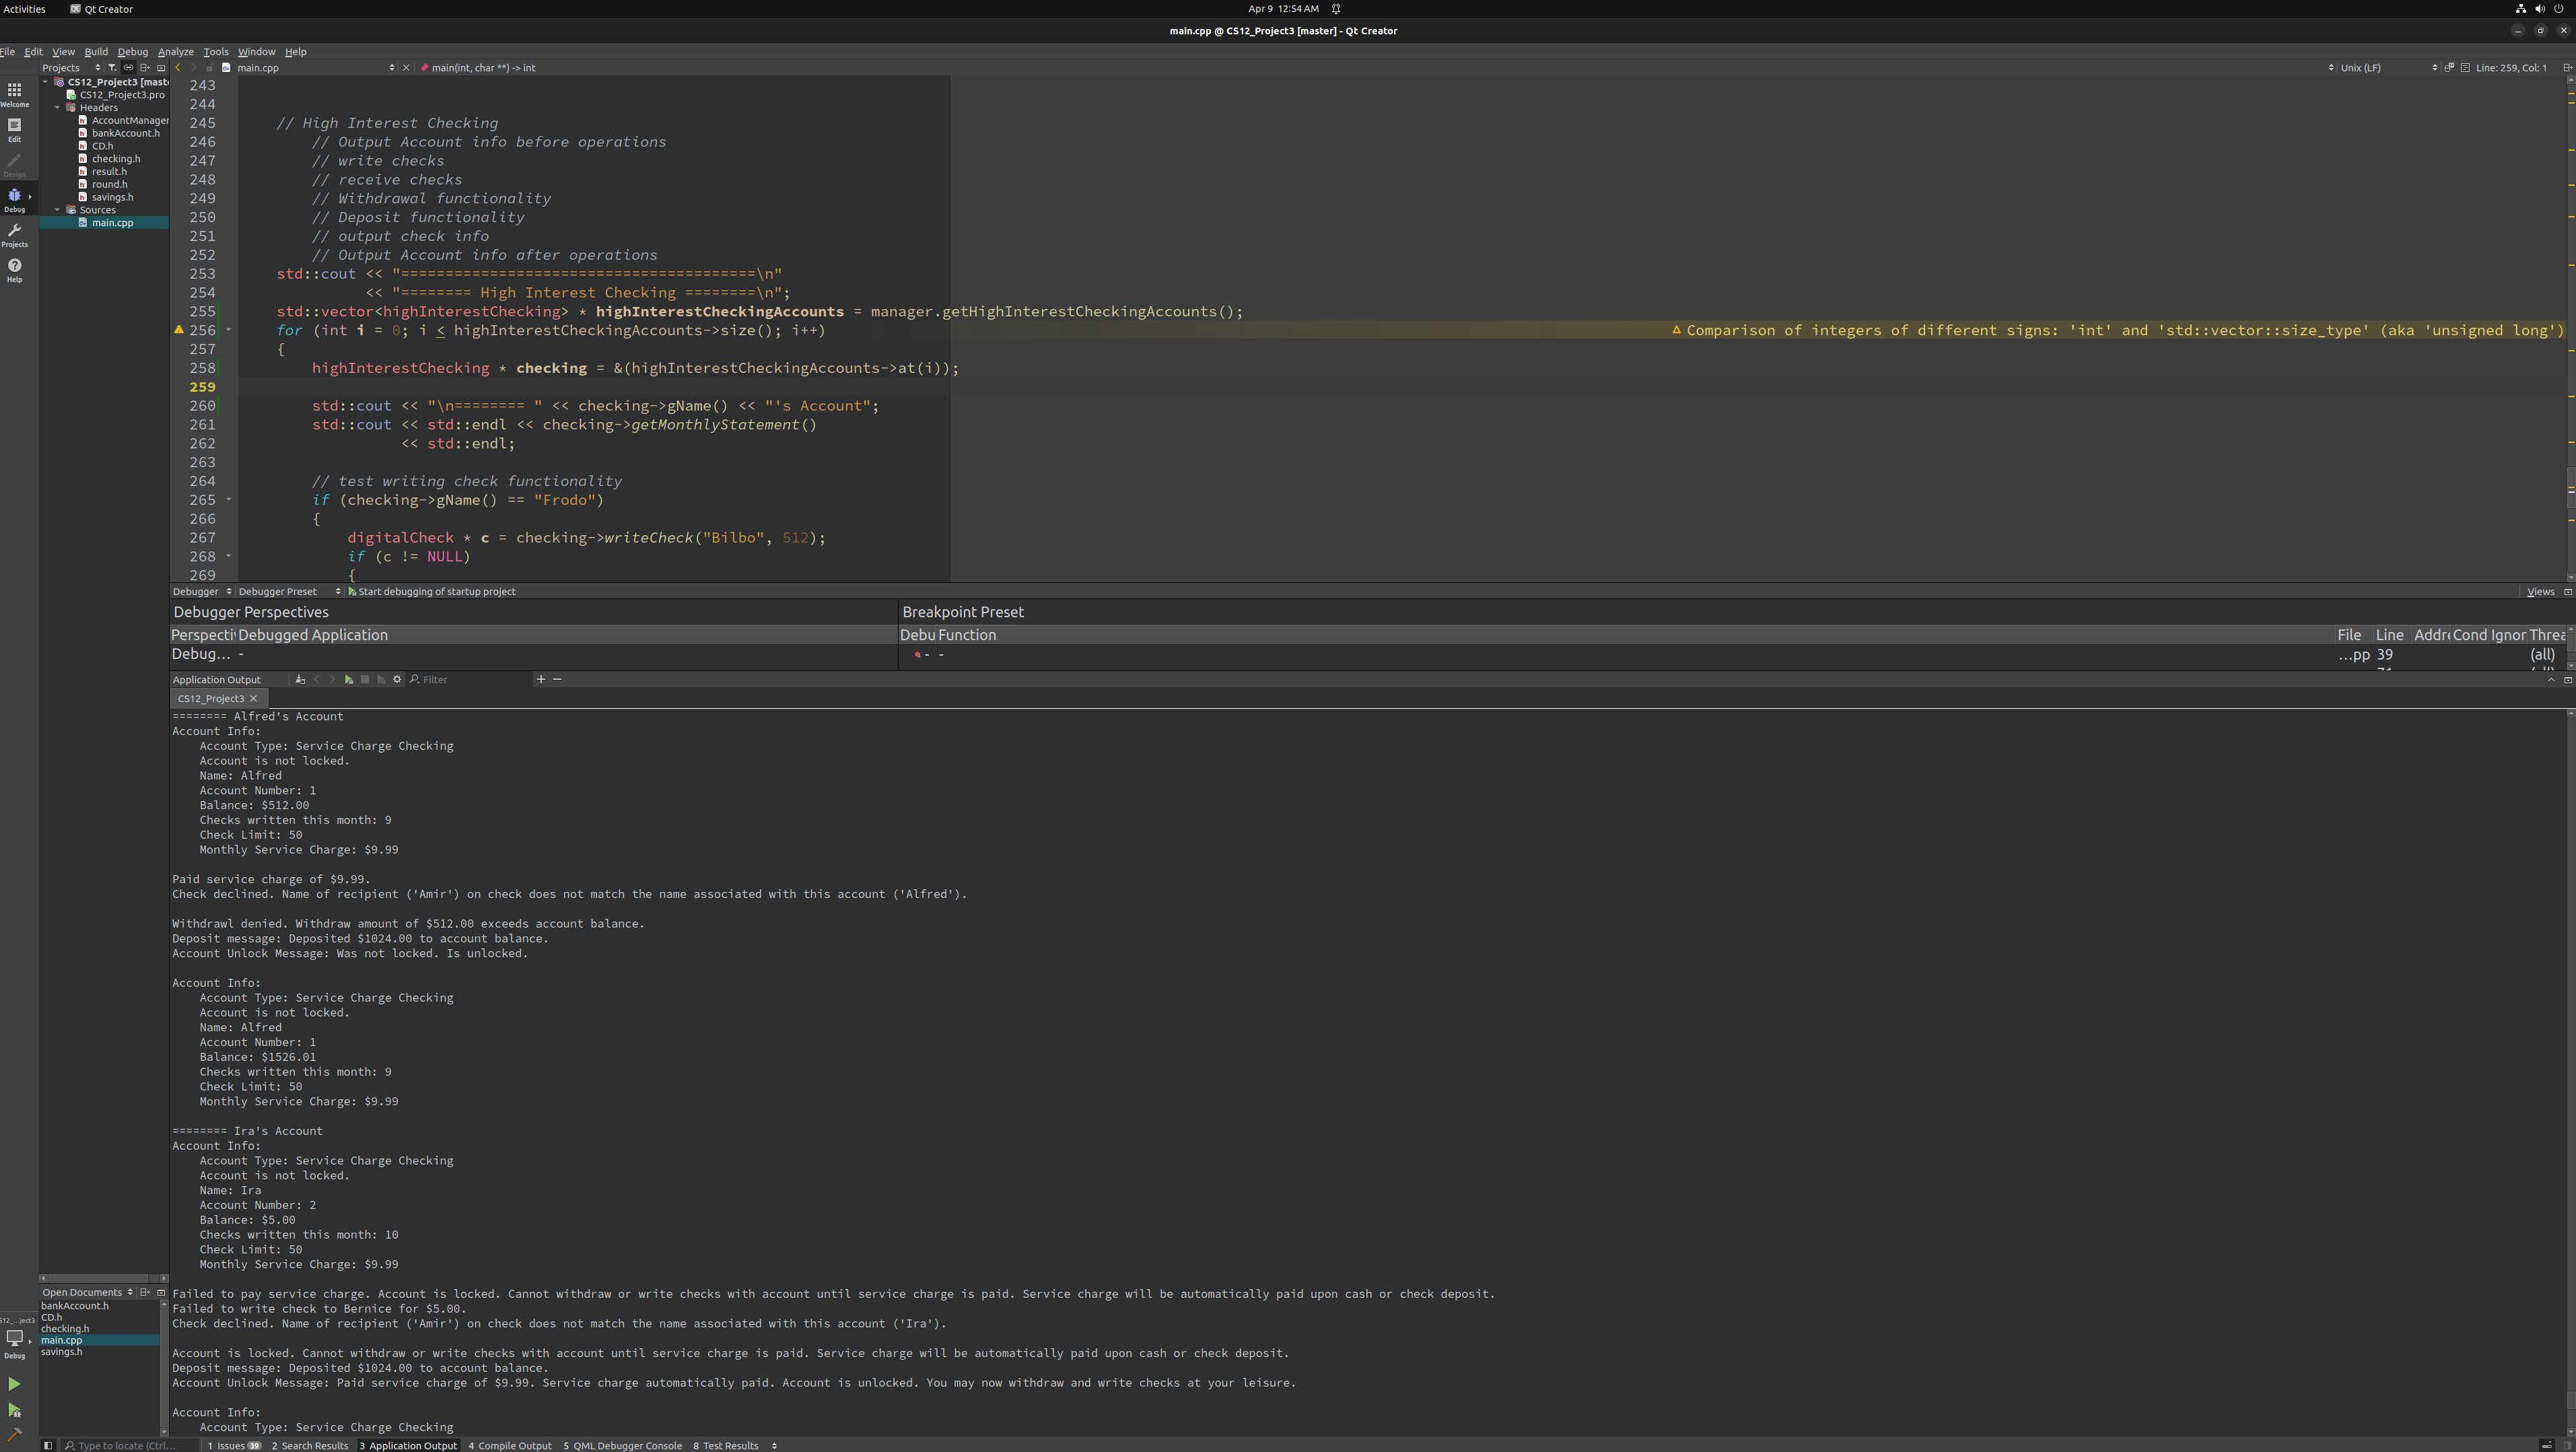 Activities
Qt Creator
Apr 9 12:54 AM
main.cpp @ CS12_Project3 [master] - Qt Creator
File Edit View Build Debug Analyze Tools Window Help
Projects
main.cpp
main(int, char **) -> int
Unix (LF)
Line: 259, Col: 1
Welcome
Edit
Design
Debug
Projects
Help
CS12_Project3 [maste
CS12_Project3.pro
Headers
AccountManager
bankAccount.h
CD.h
checking.h
result.h
round.h
savings.h
Sources
main.cpp
243
244
245 // High Interest Checking
246 // Output Account info before operations
247 // write checks
248 // receive checks
249 // Withdrawal functionality
250 // Deposit functionality
251 // output check info
252 // Output Account info after operations
253 std::cout << "========================================\n"
254 << "======== High Interest Checking ========\n";
255 std::vector<highInterestChecking> * highInterestCheckingAccounts = manager.getHighInterestCheckingAccounts();
256 for (int i = 0; i < highInterestCheckingAccounts->size(); i++)
Comparison of integers of different signs: 'int' and 'std::vector::size_type' (aka 'unsigned long')
257 {
258 highInterestChecking * checking = &(highInterestCheckingAccounts->at(i));
259
260 std::cout << "\n======== " << checking->gName() << "'s Account";
261 std::cout << std::endl << checking->getMonthlyStatement()
262 << std::endl;
263
264 // test writing check functionality
265 if (checking->gName() == "Frodo")
266 {
267 digitalCheck * c = checking->writeCheck("Bilbo", 512);
268 if (c != NULL)
269 {
Debugger
Debugger Preset
Start debugging of startup project
Views
Debugger Perspectives
Breakpoint Preset
Perspecti Debugged Application
Debu Function File Line Addre Cond Ignor Threa
Debug... -
- - ...pp 39 (all)
Application Output
Filter
+ −
CS12_Project3
======== Alfred's Account
Account Info:
Account Type: Service Charge Checking
Account is not locked.
Name: Alfred
Account Number: 1
Balance: $512.00
Checks written this month: 9
Check Limit: 50
Monthly Service Charge: $9.99
Paid service charge of $9.99.
Check declined. Name of recipient ('Amir') on check does not match the name associated with this account ('Alfred').
Withdrawl denied. Withdraw amount of $512.00 exceeds account balance.
Deposit message: Deposited $1024.00 to account balance.
Account Unlock Message: Was not locked. Is unlocked.
Account Info:
Account Type: Service Charge Checking
Account is not locked.
Name: Alfred
Account Number: 1
Balance: $1526.01
Checks written this month: 9
Check Limit: 50
Monthly Service Charge: $9.99
======== Ira's Account
Account Info:
Account Type: Service Charge Checking
Account is not locked.
Name: Ira
Account Number: 2
Balance: $5.00
Checks written this month: 10
Check Limit: 50
Monthly Service Charge: $9.99
Failed to pay service charge. Account is locked. Cannot withdraw or write checks with account until service charge is paid. Service charge will be automatically paid upon cash or check deposit.
Failed to write check to Bernice for $5.00.
Check declined. Name of recipient ('Amir') on check does not match the name associated with this account ('Ira').
Account is locked. Cannot withdraw or write checks with account until service charge is paid. Service charge will be automatically paid upon cash or check deposit.
Deposit message: Deposited $1024.00 to account balance.
Account Unlock Message: Paid service charge of $9.99. Service charge automatically paid. Account is unlocked. You may now withdraw and write checks at your leisure.
Account Info:
Account Type: Service Charge Checking
Open Documents
bankAccount.h
CD.h
checking.h
main.cpp
savings.h
S12_...ject3
Debug
Type to locate (Ctrl...
1 Issues 39
2 Search Results
3 Application Output
4 Compile Output
5 QML Debugger Console
8 Test Results